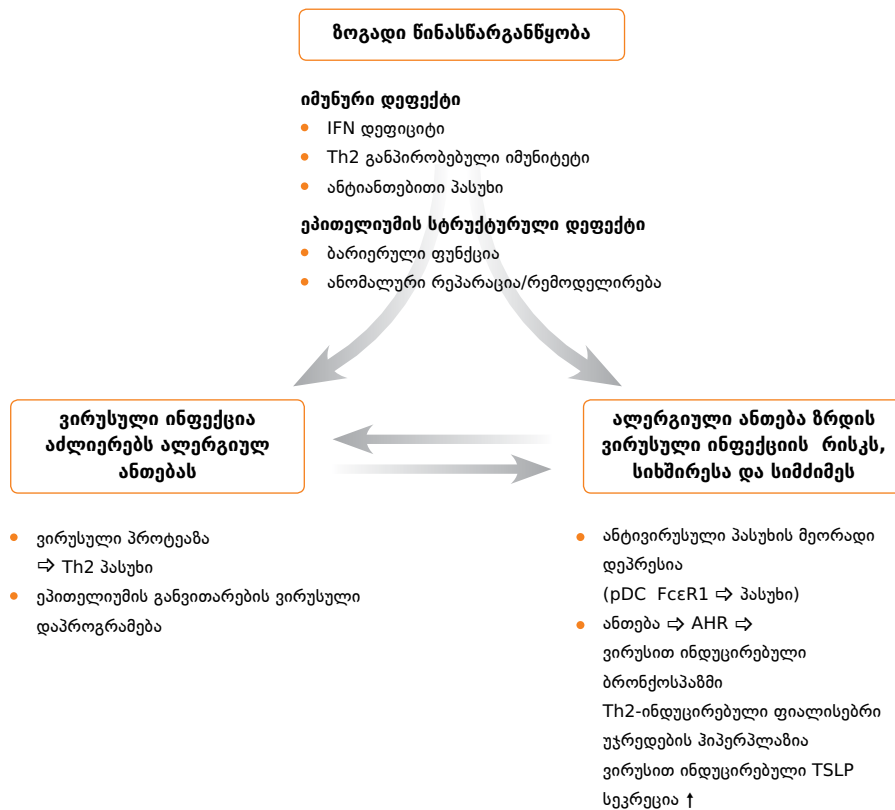 ზოგადი წინასწარგანწყობა
იმუნური დეფექტი
• IFN დეფიციტი
• Th2 განპირობებული იმუნიტეტი
• ანტიანთებითი პასუხი
ეპითელიუმის სტრუქტურული დეფექტი
• ბარიერული ფუნქცია
• ანომალური რეპარაცია/რემოდელირება
ვირუსული ინფექცია
აძლიერებს ალერგიულ
ანთებას
• ვირუსული პროტეაზა
⇨ Th2 პასუხი
• ეპითელიუმის განვითარების ვირუსული
დაპროგრამება
ალერგიული ანთება ზრდის
ვირუსული ინფექციის რისკს,
სიხშირესა და სიმძიმეს
• ანტივირუსული პასუხის მეორადი
დეპრესია
(pDC FcεR1 ⇨ პასუხი)
• ანთება ⇨ AHR ⇨
ვირუსით ინდუცირებული
ბრონქოსპაზმი
Th2-ინდუცირებული ფიალისებრი
უჯრედების ჰიპერპლაზია
ვირუსით ინდუცირებული TSLP
სეკრეცია ↑